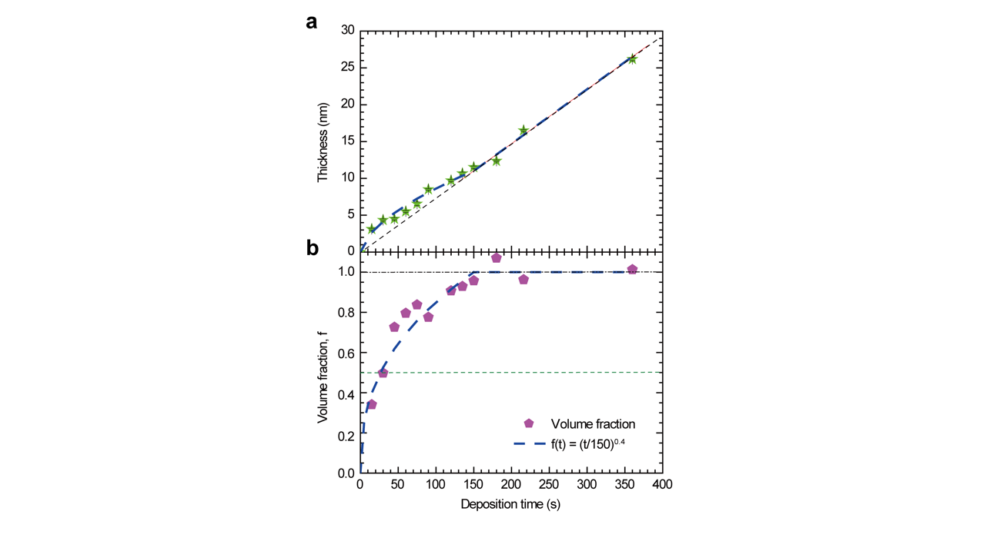 a
30
25
20
15
10
5
0
Thickness (nm)
b
1.0
0.8
0.6
0.4
0.2
0.0
Volume fraction, f
Volume fraction
f(t) = (t/150)^0.4
0 50 100 150 200 250 300 350 400
Deposition time (s)